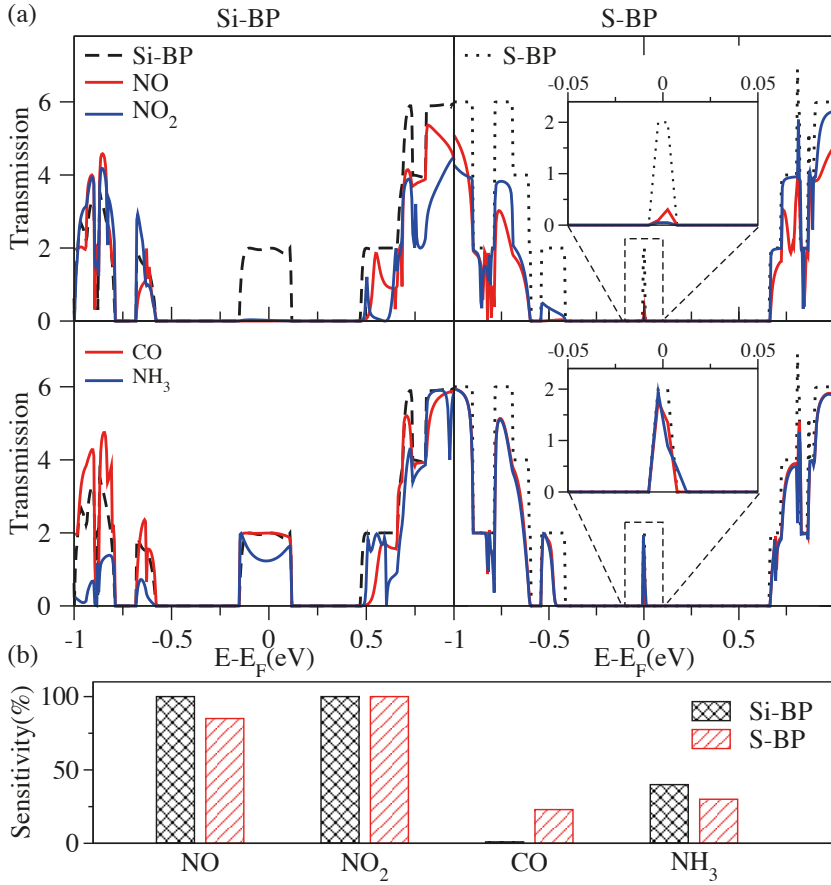 (a)
Si-BP
S-BP
Si-BP
NO
NO2
S-BP
-0.05 0 0.05
2
1
0
Transmission
6
4
2
0
CO
NH3
-0.05 0 0.05
2
1
0
Transmission
6
4
2
0
-1 -0.5 0 0.5 -1 -0.5 0 0.5
E-EF(eV)
E-EF(eV)
(b)
Sensitivity(%)
100
50
0
Si-BP
S-BP
NO NO2 CO NH3